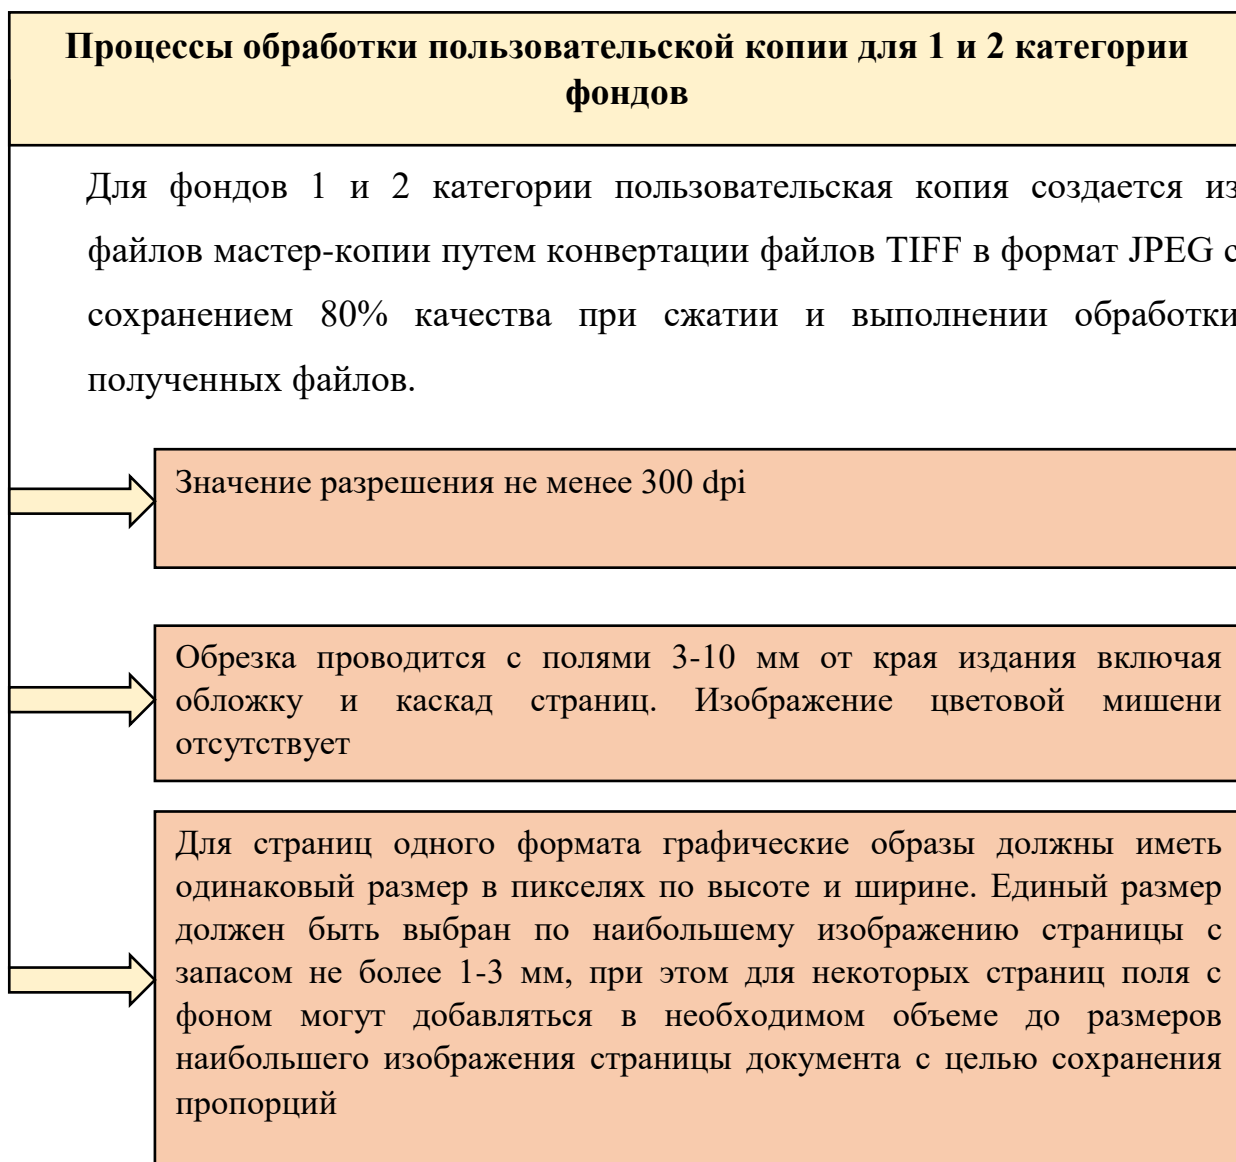 Процессы обработки пользовательской копии для 1 и 2 категории
фондов
Для фондов 1 и 2 категории пользовательская копия создается из
файлов мастер-копии путем конвертации файлов TIFF в формат JPEG с
сохранением 80% качества при сжатии и выполнении обработки
полученных файлов.
Значение разрешения не менее 300 dpi
Обрезка проводится с полями 3-10 мм от края издания включая
обложку и каскад страниц. Изображение цветовой мишени
отсутствует
Для страниц одного формата графические образы должны иметь
одинаковый размер в пикселях по высоте и ширине. Единый размер
должен быть выбран по наибольшему изображению страницы с
запасом не более 1-3 мм, при этом для некоторых страниц поля с
фоном могут добавляться в необходимом объеме до размеров
наибольшего изображения страницы документа с целью сохранения
пропорций